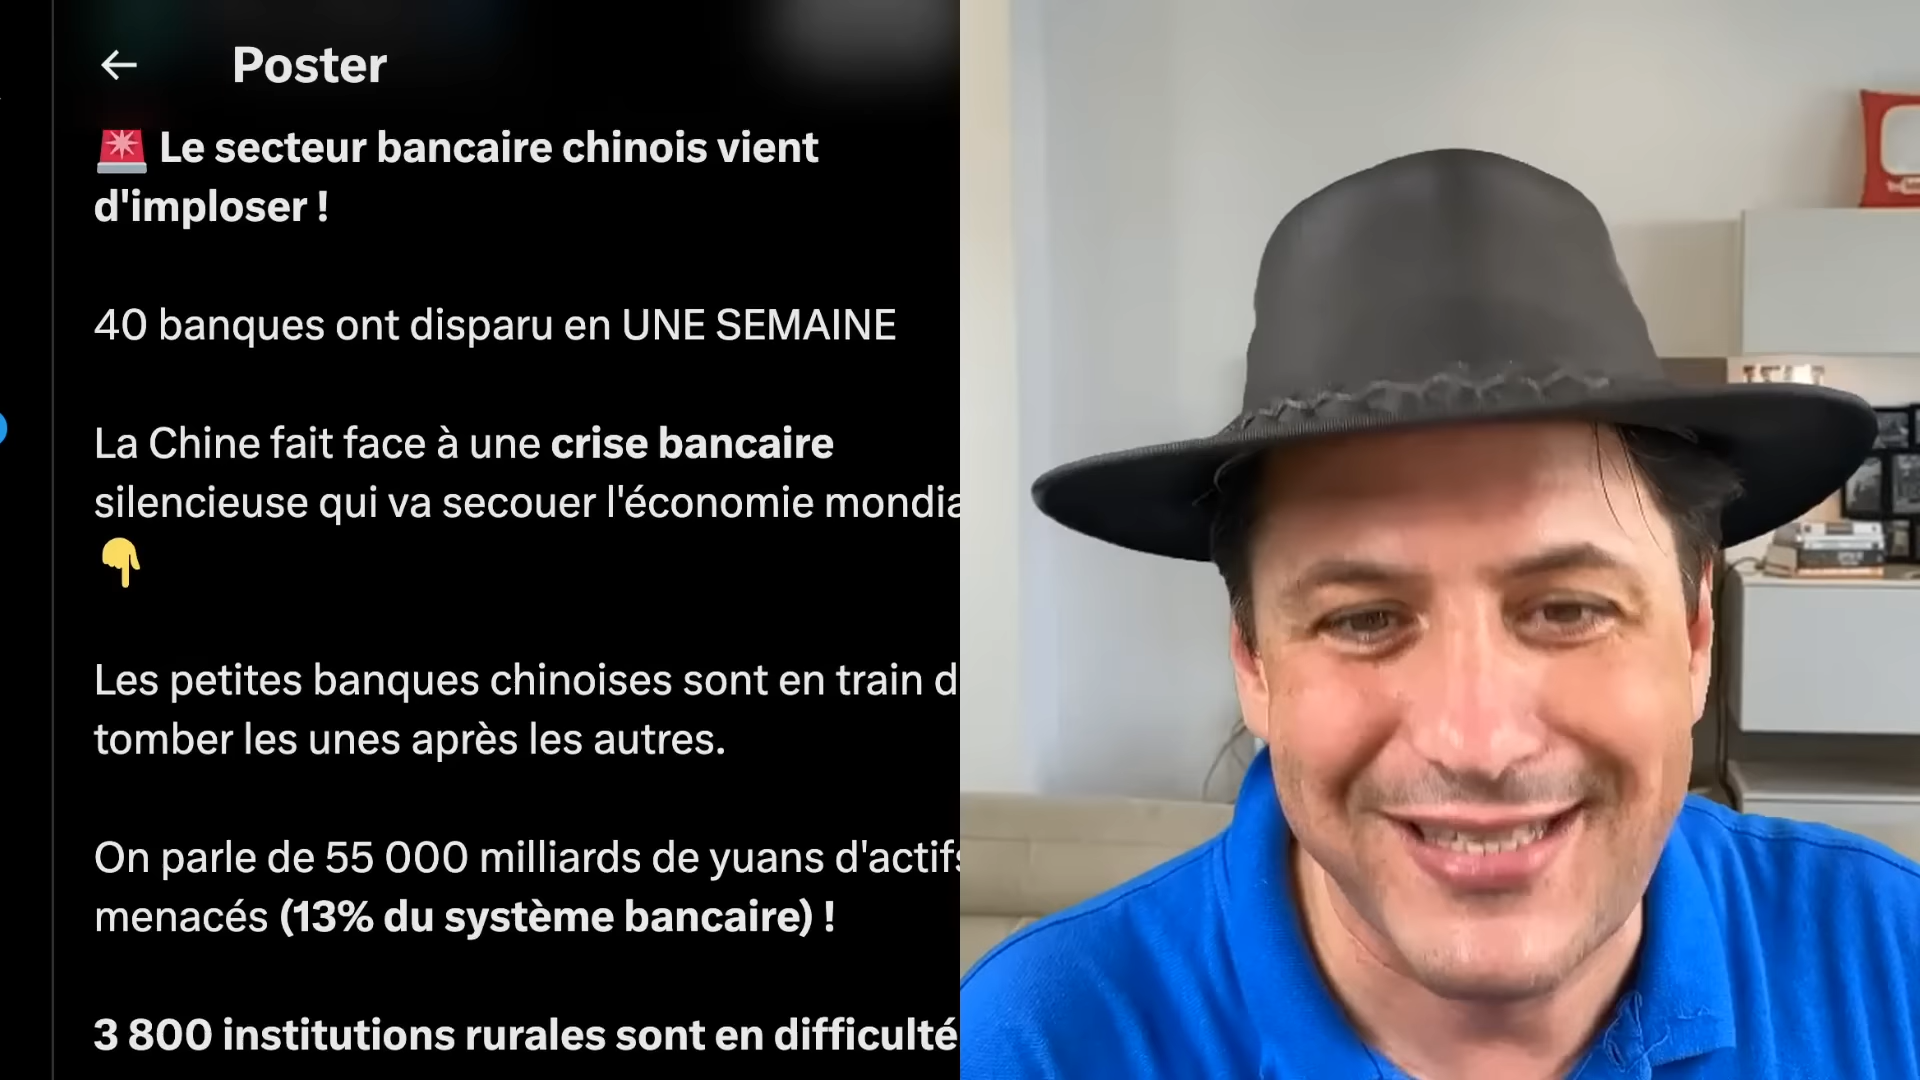 Poster
Le secteur bancaire chinois vient
d'imploser !
40 banques ont disparu en UNE SEMAINE
La Chine fait face à une crise bancaire
silencieuse qui va secouer l'économie mondia
Les petites banques chinoises sont en train d
tomber les unes après les autres.
On parle de 55 000 milliards de yuans d'actifs
menacés (13% du système bancaire) !
3 800 institutions rurales sont en difficulté